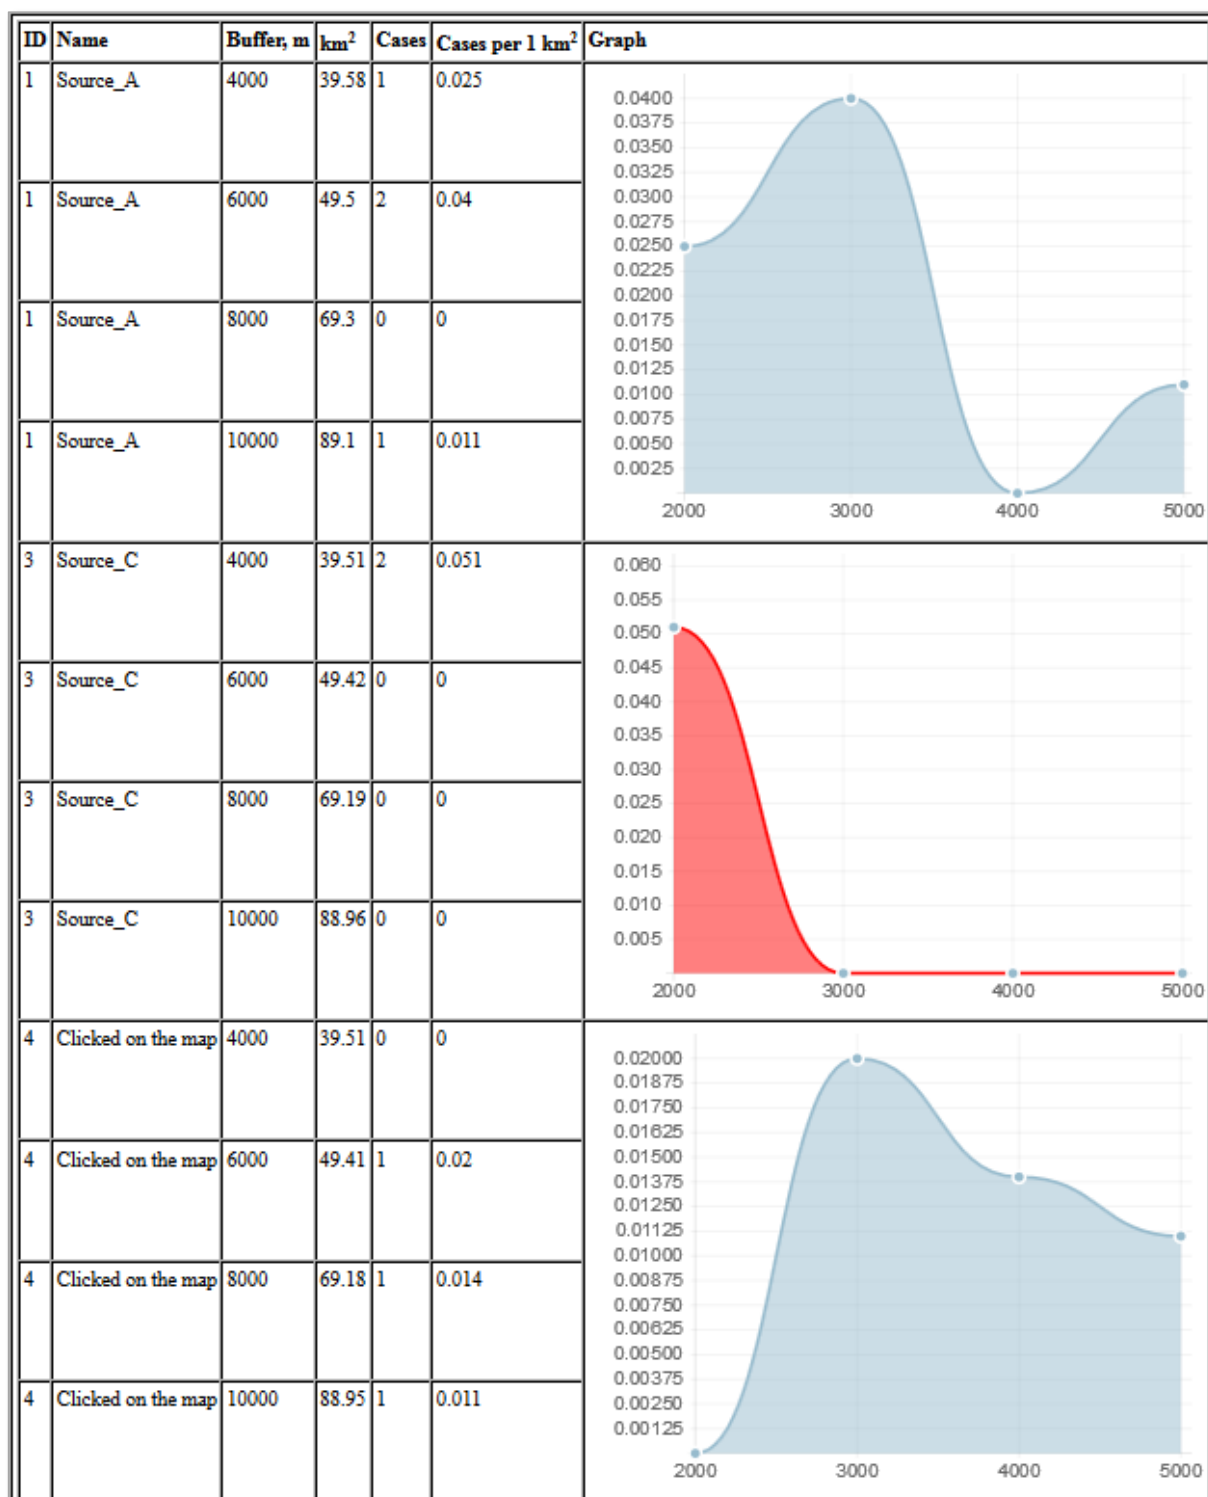 ID Name Buffer, m km² Cases Cases per 1 km² Graph
1 Source_A 4000 39.58 1 0.025
1 Source_A 6000 49.5 2 0.04
1 Source_A 8000 69.3 0 0
1 Source_A 10000 89.1 1 0.011
0.0400
0.0375
0.0350
0.0325
0.0300
0.0275
0.0250
0.0225
0.0200
0.0175
0.0150
0.0125
0.0100
0.0075
0.0050
0.0025
2000 3000 4000 5000
3 Source_C 4000 39.51 2 0.051
3 Source_C 6000 49.42 0 0
3 Source_C 8000 69.19 0 0
3 Source_C 10000 88.96 0 0
0.060
0.055
0.050
0.045
0.040
0.035
0.030
0.025
0.020
0.015
0.010
0.005
2000 3000 4000 5000
4 Clicked on the map 4000 39.51 0 0
4 Clicked on the map 6000 49.41 1 0.02
4 Clicked on the map 8000 69.18 1 0.014
4 Clicked on the map 10000 88.95 1 0.011
0.02000
0.01875
0.01750
0.01625
0.01500
0.01375
0.01250
0.01125
0.01000
0.00875
0.00750
0.00625
0.00500
0.00375
0.00250
0.00125
2000 3000 4000 5000